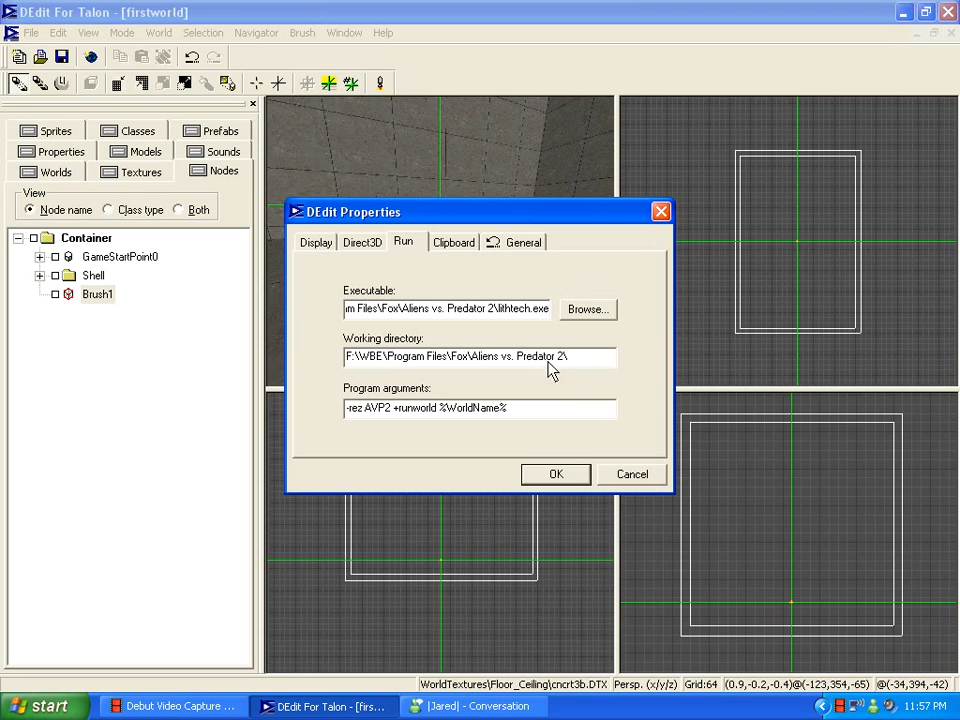 DEdit For Talon - [firstworld]
File Edit View Mode World Selection Navigator Brush Window Help
Sprites Classes Prefabs
Properties Models Sounds
Worlds Textures Nodes
View
Node name Class type Both
Container
GameStartPoint0
Shell
Brush1
DEdit Properties
Display Direct3D Run Clipboard General
Executable:
m Files\Fox\Aliens vs. Predator 2\lithtech.exe Browse...
Working directory:
F:\WBE\Program Files\Fox\Aliens vs. Predator 2\
Program arguments:
-rez AVP2 +runworld %WorldName%
OK Cancel
WorldTextures\Floor_Ceiling\cncrt3b.DTX Persp. (x/y/z) Grid:64 (0.9,-0.2,-0.4)@(-123,354,-65) @(-34,394,-42)
start Debut Video Capture ... DEdit For Talon - [firs... |Jared| - Conversation 11:57 PM